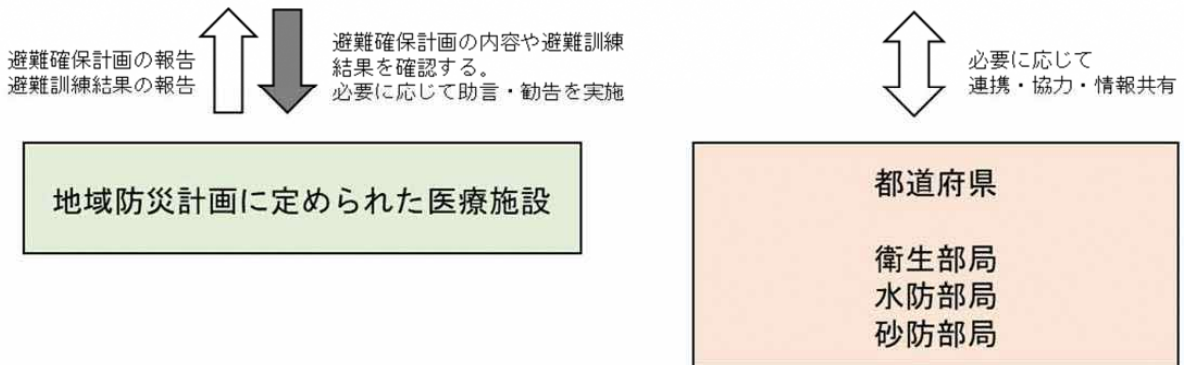 避難確保計画の報告
避難訓練結果の報告
避難確保計画の内容や避難訓練
結果を確認する。
必要に応じて助言・勧告を実施
必要に応じて
連携・協力・情報共有
地域防災計画に定められた医療施設
都道府県
衛生部局
水防部局
砂防部局